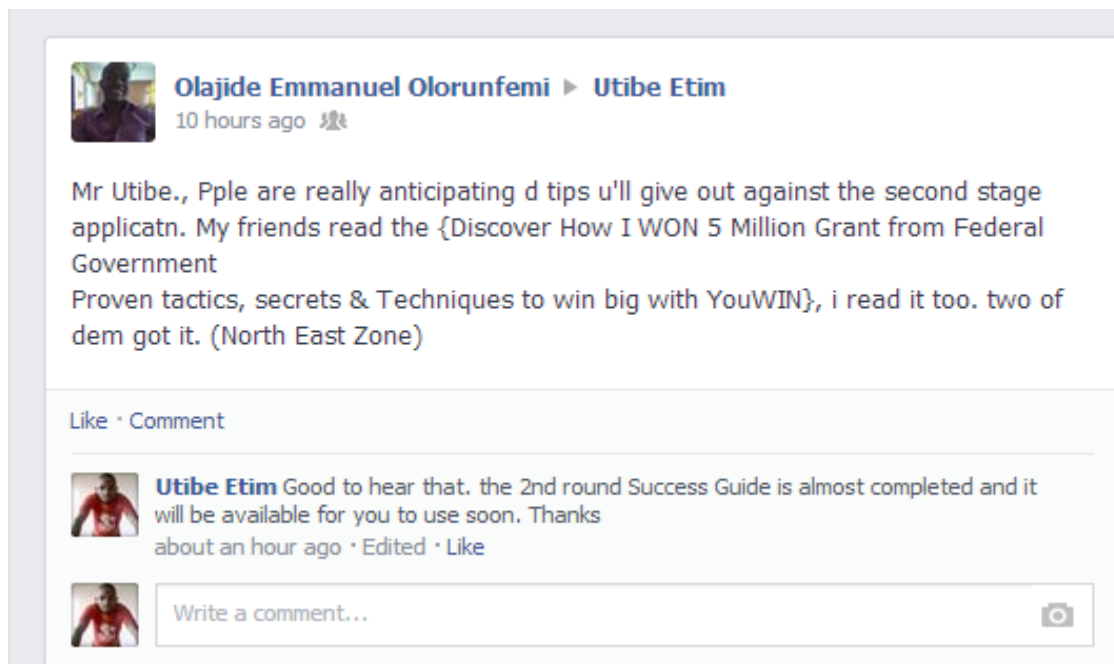 Olajide Emmanuel Olorunfemi ▸ Utibe Etim
10 hours ago
Mr Utibe., Pple are really anticipating d tips u'll give out against the second stage
applicatn. My friends read the {Discover How I WON 5 Million Grant from Federal
Government
Proven tactics, secrets & Techniques to win big with YouWIN}, i read it too. two of
dem got it. (North East Zone)
Like · Comment
Utibe Etim Good to hear that. the 2nd round Success Guide is almost completed and it
will be available for you to use soon. Thanks
about an hour ago · Edited · Like
Write a comment...